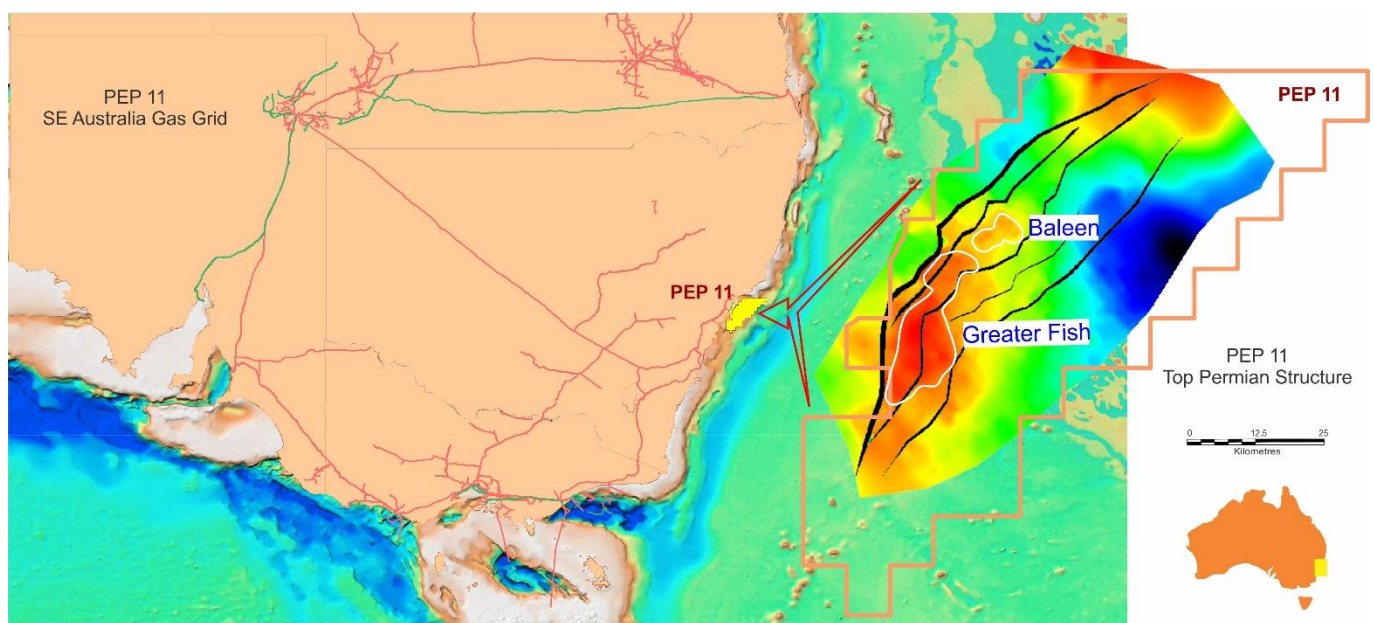 PEP 11
SE Australia Gas Grid
PEP 11
PEP 11
Baleen
Greater Fish
PEP 11
Top Permian Structure
0 12.5 25
Kilometres